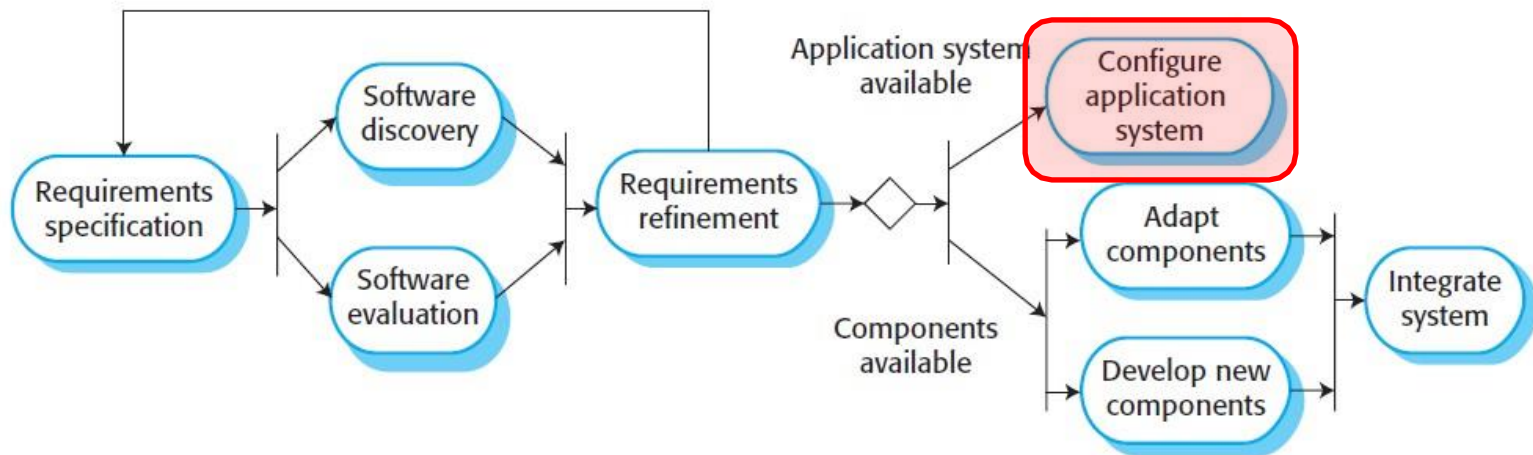 Requirements
specification
Software
discovery
Software
evaluation
Requirements
refinement
Application system
available
Configure
application
system
Components
available
Adapt
components
Develop new
components
Integrate
system